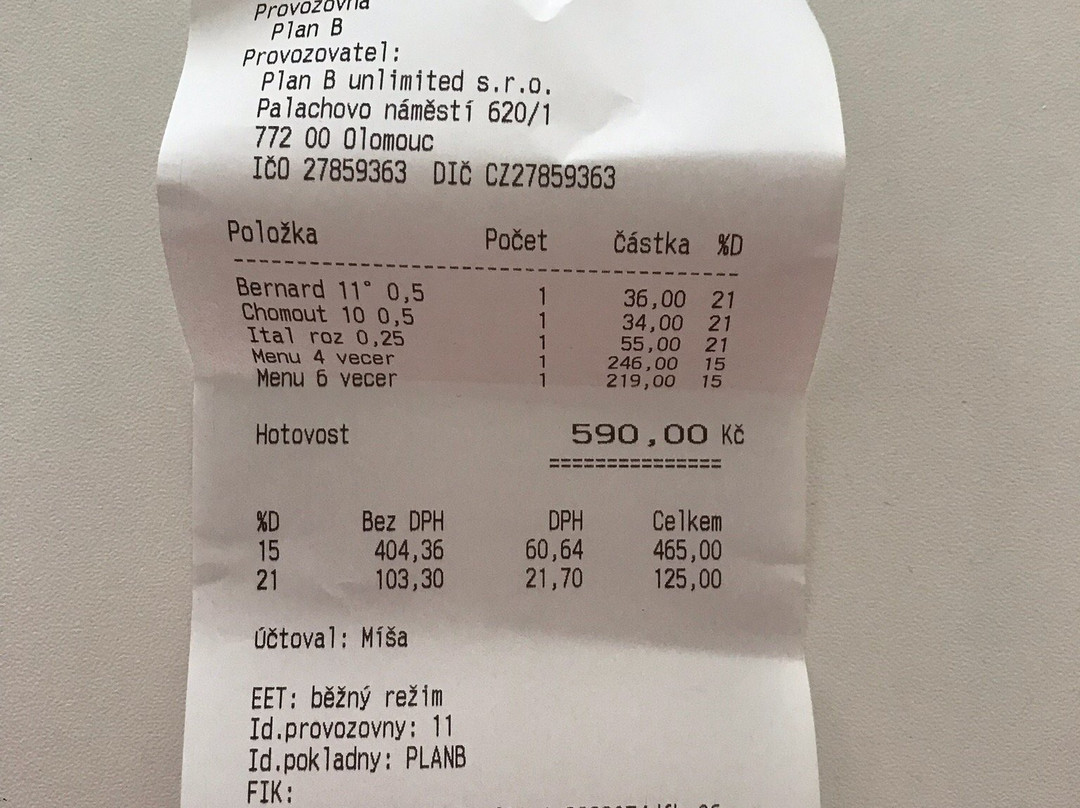 Provozovna
Plan B
Provozovatel:
Plan B unlimited s.r.o.
Palachovo náměstí 620/1
772 00 Olomouc
IČO 27859363 DIČ CZ27859363
Položka Počet Částka %D
Bernard 11° 0,5 1 36,00 21
Chomout 10 0,5 1 34,00 21
Ital roz 0,25 1 55,00 21
Menu 4 vecer 1 246,00 15
Menu 6 vecer 1 219,00 15
Hotovost 590,00 Kč
===============
%D Bez DPH DPH Celkem
15 404,36 60,64 465,00
21 103,30 21,70 125,00
Účtoval: Míša
EET: běžný režim
Id.provozovny: 11
Id.pokladny: PLANB
FIK: